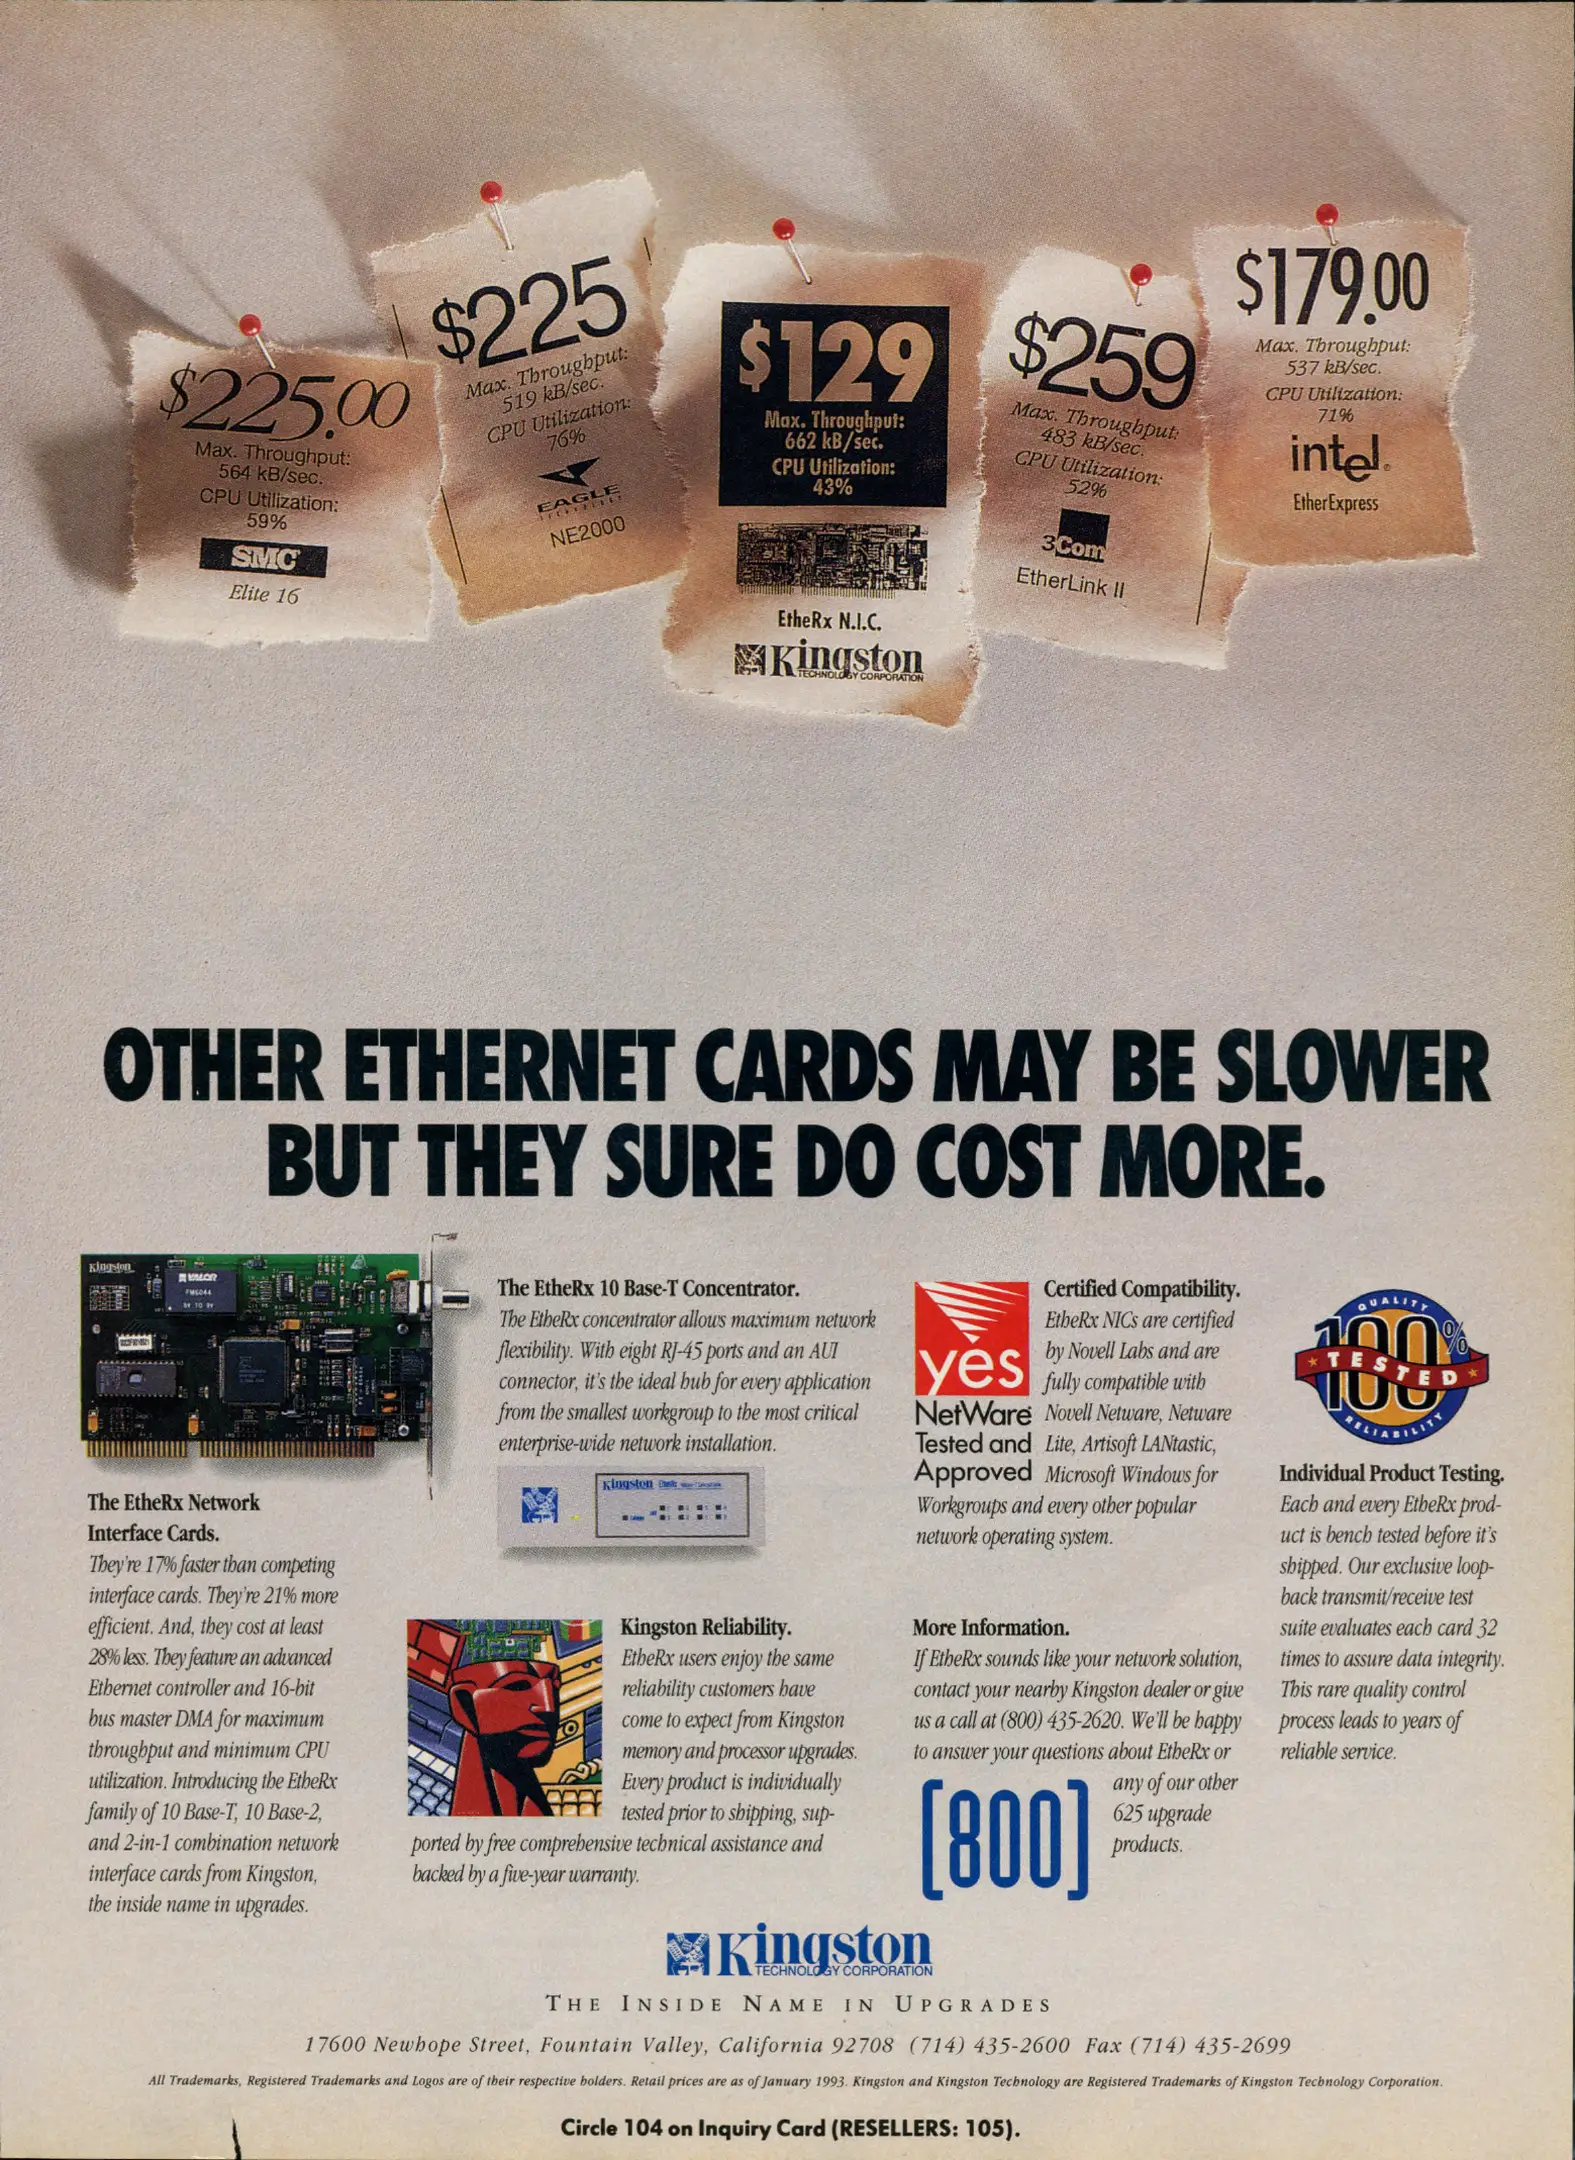 $225.00
Max. Throughput:
564 kB/sec.
CPU Utilization:
59%
SMC
Elite 16
$225
Max. Throughput:
519 kB/sec.
CPU Utilization:
76%
EAGLE
NE2000
$129
Max. Throughput:
662 kB/sec.
CPU Utilization:
43%
EtheRx N.I.C.
Kingston
TECHNOLOGY CORPORATION
$259
Max. Throughput:
483 kB/sec.
CPU Utilization:
52%
3Com
EtherLink II
$179.00
Max. Throughput:
537 kB/sec.
CPU Utilization:
71%
intel®
EtherExpress
OTHER ETHERNET CARDS MAY BE SLOWER
BUT THEY SURE DO COST MORE.
Kingston
VALOR
The EtheRx Network
Interface Cards.
They're 17% faster than competing
interface cards. They're 21% more
efficient. And, they cost at least
28% less. They feature an advanced
Ethernet controller and 16-bit
bus master DMA for maximum
throughput and minimum CPU
utilization. Introducing the EtheRx
family of 10 Base-T, 10 Base-2,
and 2-in-1 combination network
interface cards from Kingston,
the inside name in upgrades.
The EtheRx 10 Base-T Concentrator.
The EtheRx concentrator allows maximum network
flexibility. With eight RJ-45 ports and an AUI
connector, it's the ideal hub for every application
from the smallest workgroup to the most critical
enterprise-wide network installation.
Kingston
Kingston Reliability.
EtheRx users enjoy the same
reliability customers have
come to expect from Kingston
memory and processor upgrades.
Every product is individually
tested prior to shipping, sup-
ported by free comprehensive technical assistance and
backed by a five-year warranty.
yes
NetWare
Tested and
Approved
Certified Compatibility.
EtheRx NICs are certified
by Novell Labs and are
fully compatible with
Novell Netware, Netware
Lite, Artisoft LANtastic,
Microsoft Windows for
Workgroups and every other popular
network operating system.
More Information.
If EtheRx sounds like your network solution,
contact your nearby Kingston dealer or give
us a call at (800) 435-2620. We'll be happy
to answer your questions about EtheRx or
any of our other
625 upgrade
products.
[800]
QUALITY
100%
TESTED
RELIABILITY
Individual Product Testing.
Each and every EtheRx prod-
uct is bench tested before it's
shipped. Our exclusive loop-
back transmit/receive test
suite evaluates each card 32
times to assure data integrity.
This rare quality control
process leads to years of
reliable service.
Kingston
TECHNOLOGY CORPORATION
THE INSIDE NAME IN UPGRADES
17600 Newhope Street, Fountain Valley, California 92708 (714) 435-2600 Fax (714) 435-2699
All Trademarks, Registered Trademarks and Logos are of their respective holders. Retail prices are as of January 1993. Kingston and Kingston Technology are Registered Trademarks of Kingston Technology Corporation.
Circle 104 on Inquiry Card (RESELLERS: 105).